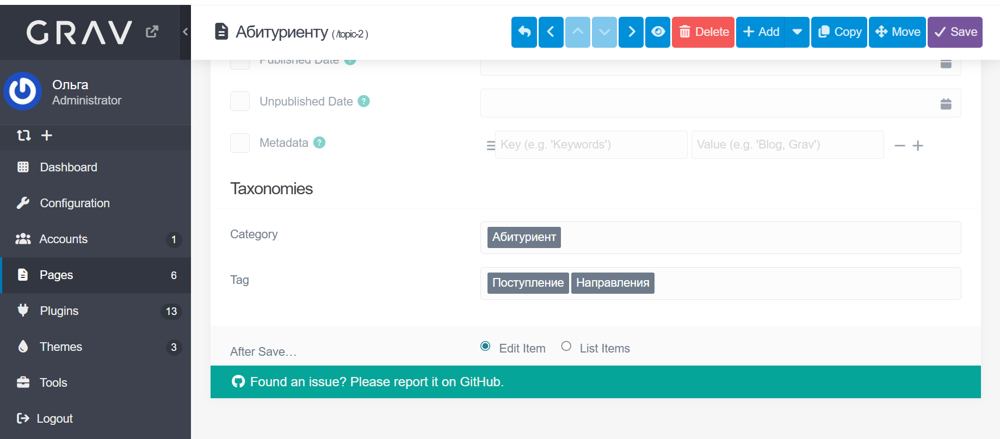 GRAV
Абитуриенту ( /topic-2 )
Delete
Add
Copy
Move
Save
Ольга
Administrator
Dashboard
Configuration
Accounts 1
Pages 6
Plugins 13
Themes 3
Tools
Logout
Published Date ?
Unpublished Date ?
Metadata ?
Key (e.g. 'Keywords')
Value (e.g. 'Blog, Grav')
Taxonomies
Category
Абитуриент
Tag
Поступление Направления
After Save...
Edit Item
List Items
Found an issue? Please report it on GitHub.